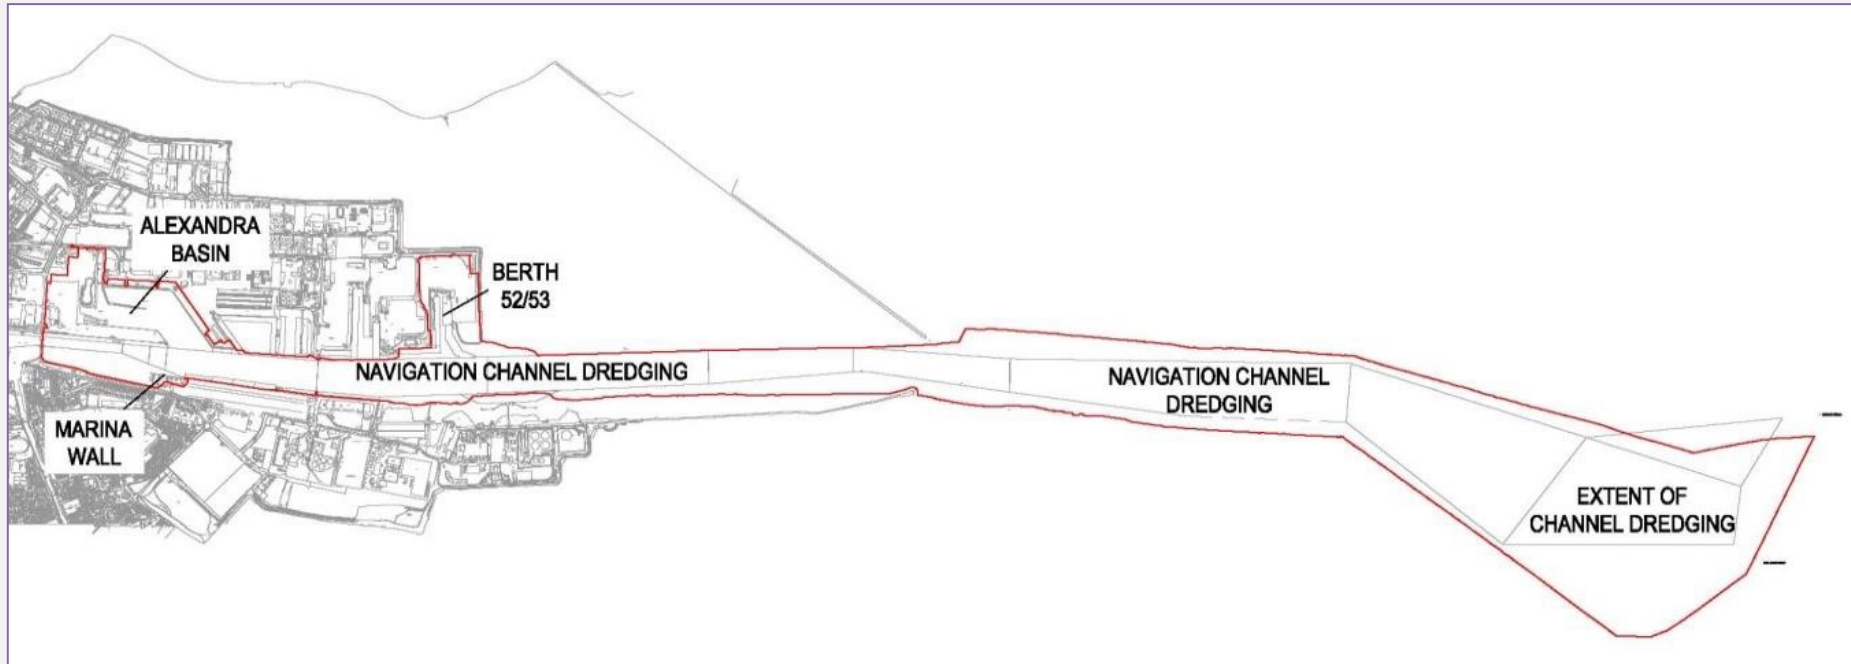 ALEXANDRA
BASIN
BERTH
52/53
NAVIGATION CHANNEL DREDGING
NAVIGATION CHANNEL
DREDGING
MARINA
WALL
EXTENT OF
CHANNEL DREDGING